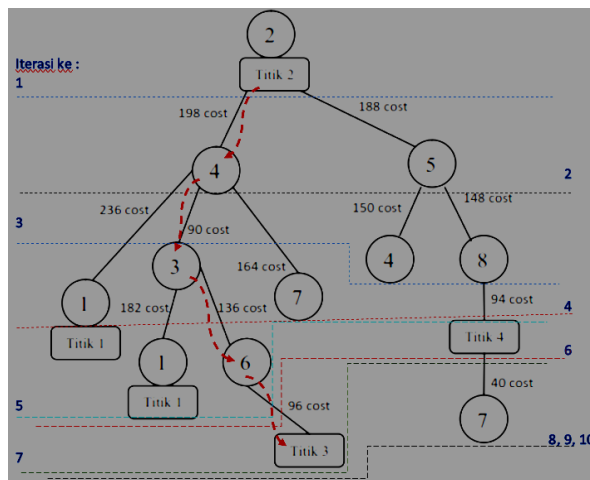 2
Iterasi ke :
Titik 2
1
198 cost
188 cost
4
5
2
236 cost
150 cost
148 cost
3
90 cost
3
164 cost
4
8
1
182 cost
136 cost
7
94 cost
4
Titik 1
Titik 4
6
1
6
40 cost
5
Titik 1
96 cost
7
Titik 3
8, 9, 10
7